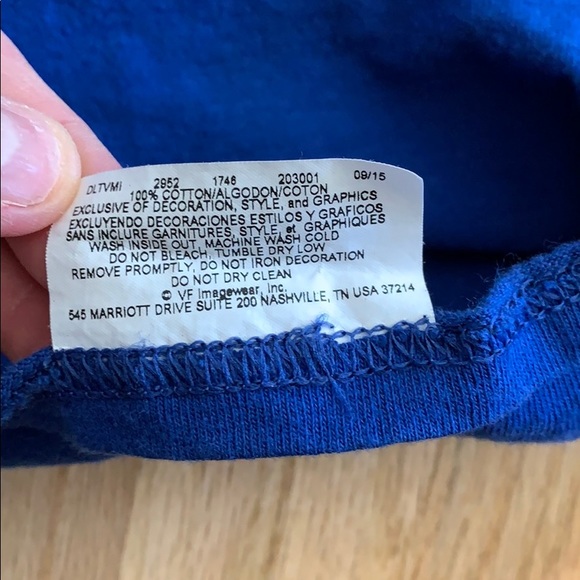 DLTVMI 2952 1746 203001 09/15
100% COTTON/ALGODON/COTON
EXCLUSIVE OF DECORATION, STYLE, and GRAPHICS
EXCLUYENDO DECORACIONES ESTILOS Y GRAFICOS
SANS INCLURE GARNITURES, STYLE, et GRAPHIQUES
WASH INSIDE OUT, MACHINE WASH COLD
DO NOT BLEACH, TUMBLE DRY LOW
REMOVE PROMPTLY, DO NOT IRON DECORATION
DO NOT DRY CLEAN
© VF Imagewear, Inc.
545 MARRIOTT DRIVE SUITE 200 NASHVILLE, TN USA 37214